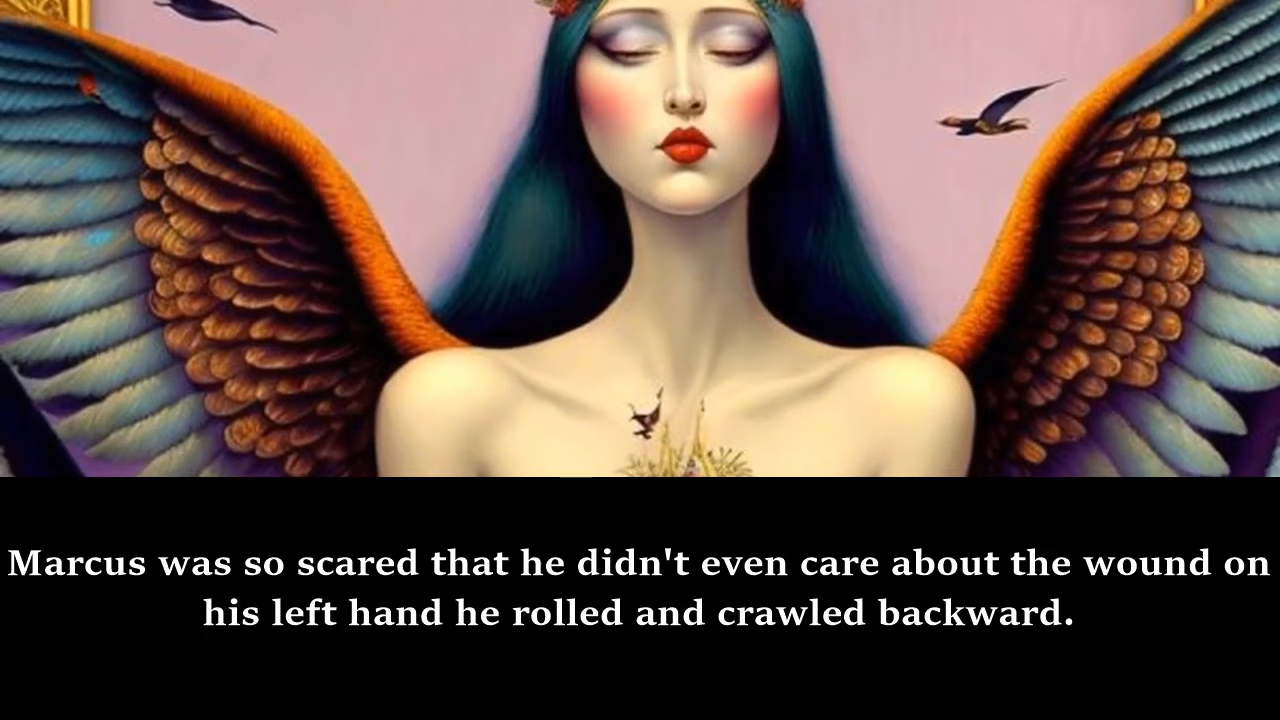 Marcus was so scared that he didn't even care about the wound on
his left hand he rolled and crawled backward.